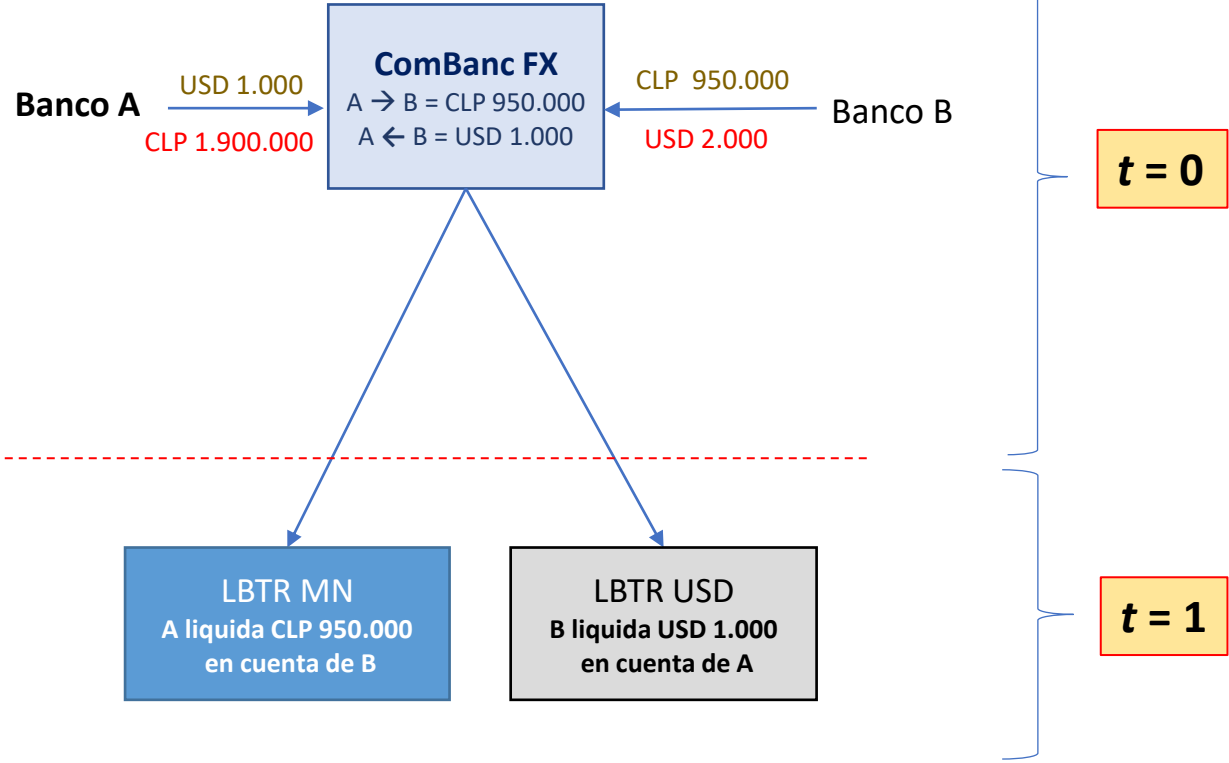 ComBanc FX
A → B = CLP 950.000
A ← B = USD 1.000
Banco A
USD 1.000
CLP 1.900.000
CLP  950.000
USD 2.000
Banco B
t = 0
LBTR MN
A liquida CLP 950.000
en cuenta de B
LBTR USD
B liquida USD 1.000
en cuenta de A
t = 1